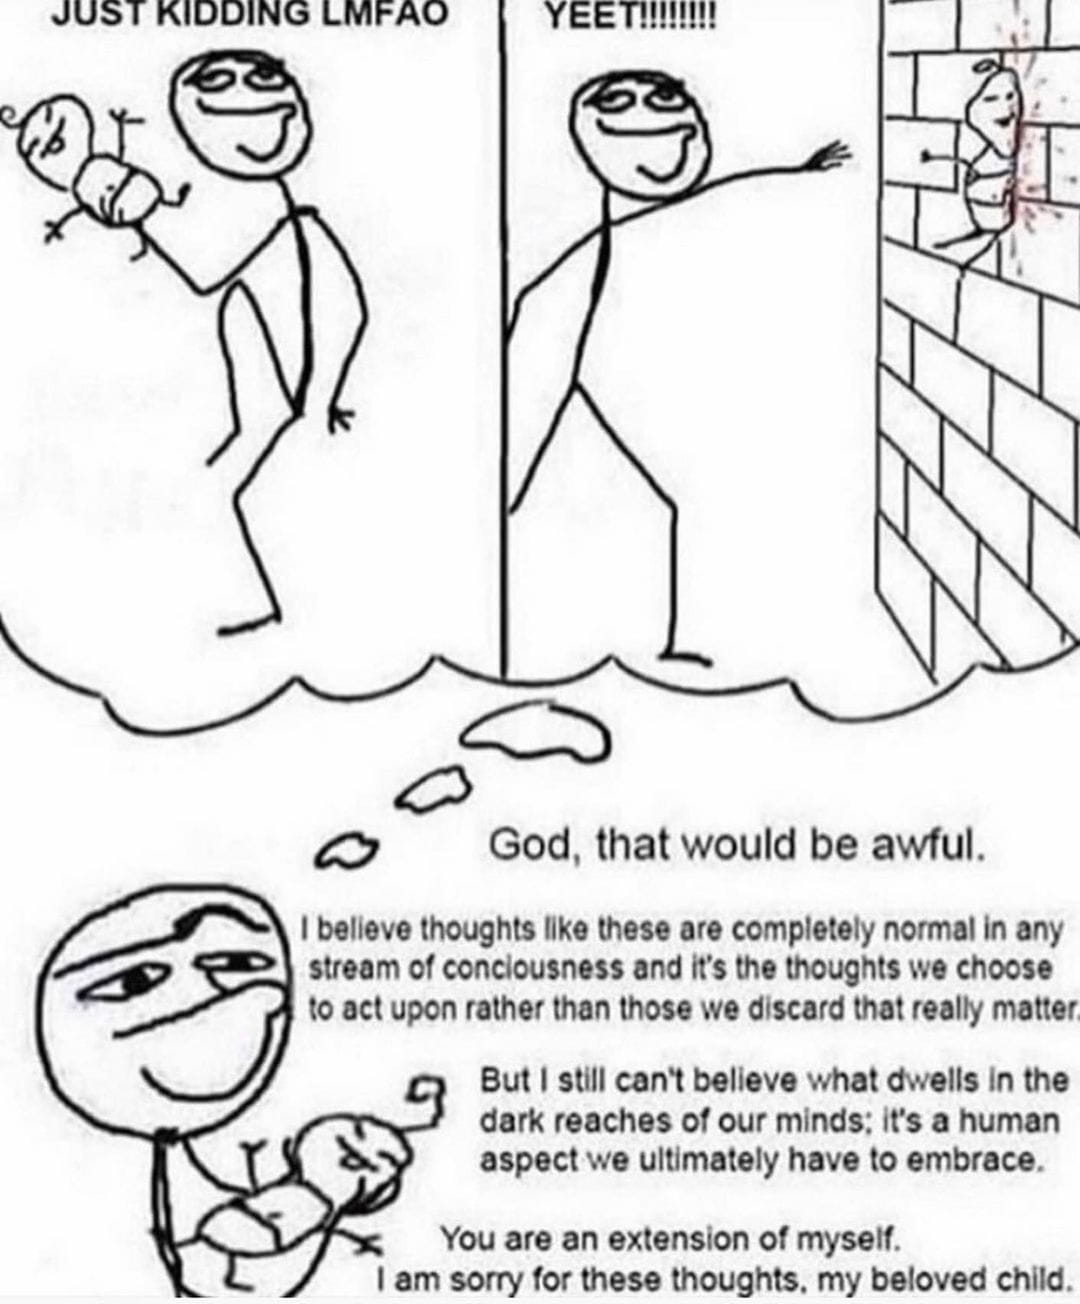 JUST KIDDING LMFAO
YEET!!!!!!!!
God, that would be awful.
I believe thoughts like these are completely normal in any
stream of conciousness and it's the thoughts we choose
to act upon rather than those we discard that really matter.
But I still can't believe what dwells in the
dark reaches of our minds; it's a human
aspect we ultimately have to embrace.
You are an extension of myself.
I am sorry for these thoughts, my beloved child.